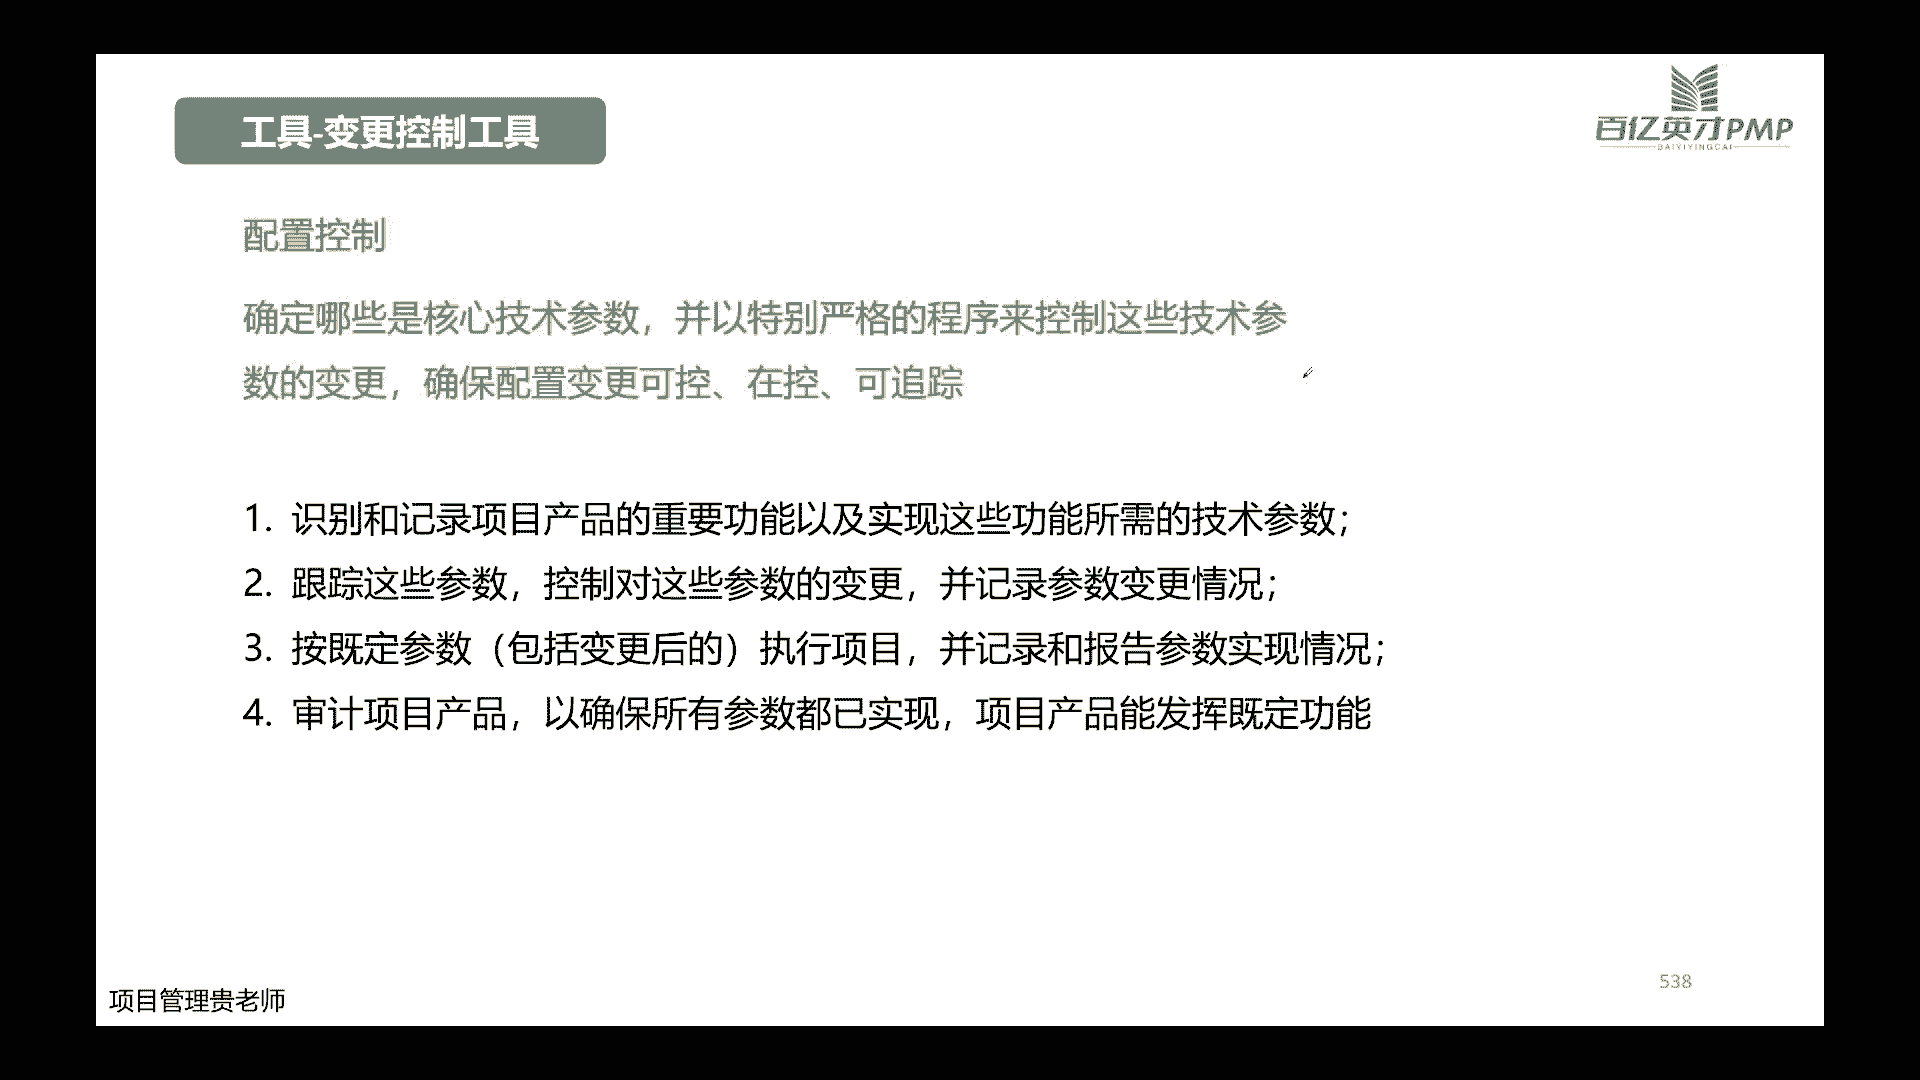 工具-变更控制工具
百亿英才PMP
BAIYIYINGCAI
配置控制
确定哪些是核心技术参数，并以特别严格的程序来控制这些技术参
数的变更，确保配置变更可控、在控、可追踪
1. 识别和记录项目产品的重要功能以及实现这些功能所需的技术参数；
2. 跟踪这些参数，控制对这些参数的变更，并记录参数变更情况；
3. 按既定参数（包括变更后的）执行项目，并记录和报告参数实现情况；
4. 审计项目产品，以确保所有参数都已实现，项目产品能发挥既定功能
538
项目管理贵老师